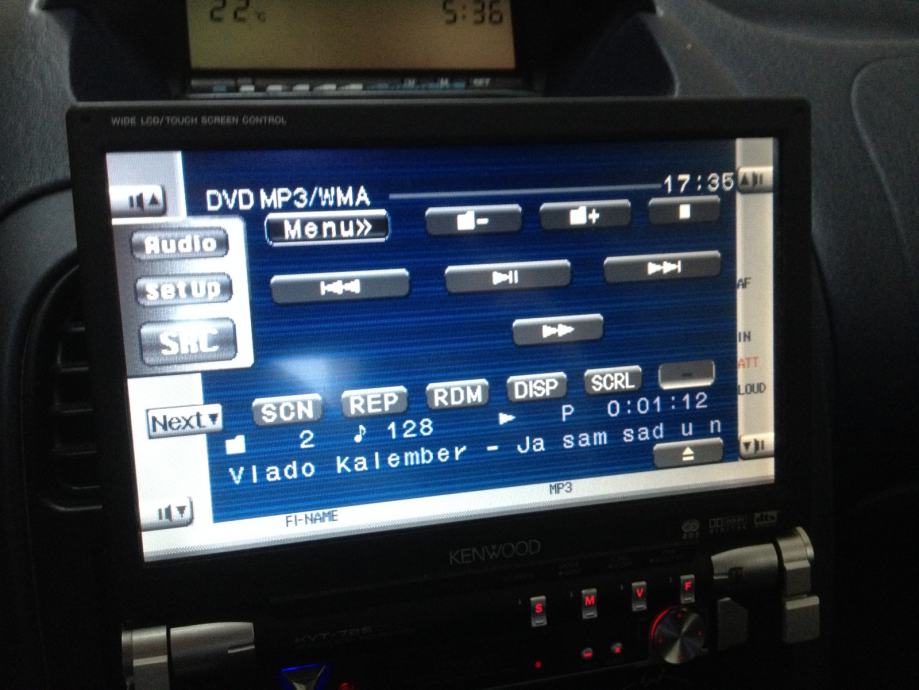 22°C 5:36
WIDE LCD/TOUCH SCREEN CONTROL
DVD MP3/WMA 17:35
Menu»
Audio
SetUp
SRC
AF
IN
ATT
LOUD
SCN REP RDM DISP SCRL -
Next
2 128 P 0:01:12
Vlado Kalember - Ja sam sad u n
FI-NAME MP3
KENWOOD
S M V F
KVT-725